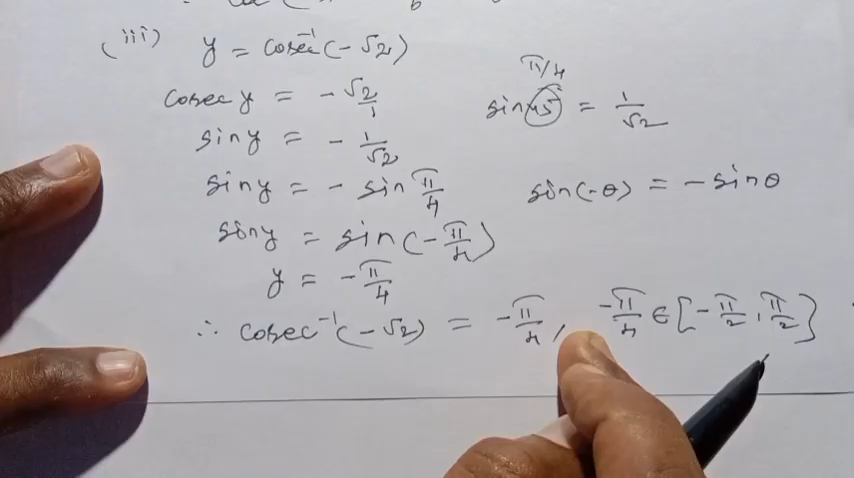 (iii) y = cosec⁻¹(-√2)
cosec y = -√2/1
π/4
sin 45° = 1/√2
sin y = -1/√2
sin y = - sin π/4
sin(-θ) = - sin θ
sin y = sin(-π/4)
y = -π/4
∴ cosec⁻¹(-√2) = -π/4, -π/4 ∈ [-π/2, π/2]